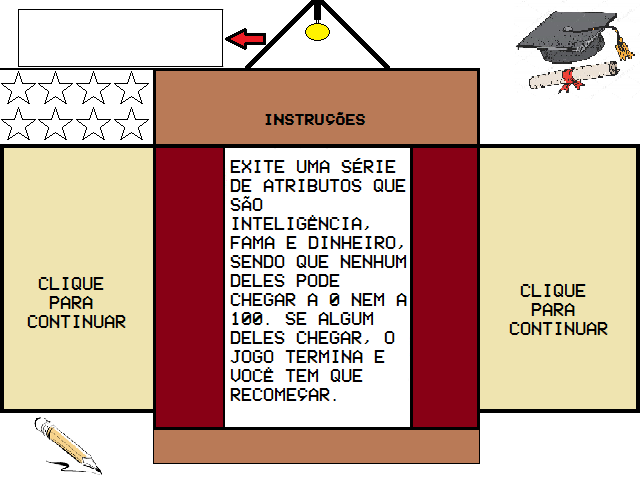 INSTRUÇÕES
EXITE UMA SÉRIE
DE ATRIBUTOS QUE
SÃO
INTELIGÊNCIA,
FAMA E DINHEIRO,
SENDO QUE NENHUM
DELES PODE
CHEGAR A 0 NEM A
100. SE ALGUM
DELES CHEGAR, O
JOGO TERMINA E
VOCÊ TEM QUE
RECOMEÇAR.
CLIQUE
PARA
CONTINUAR
CLIQUE
PARA
CONTINUAR